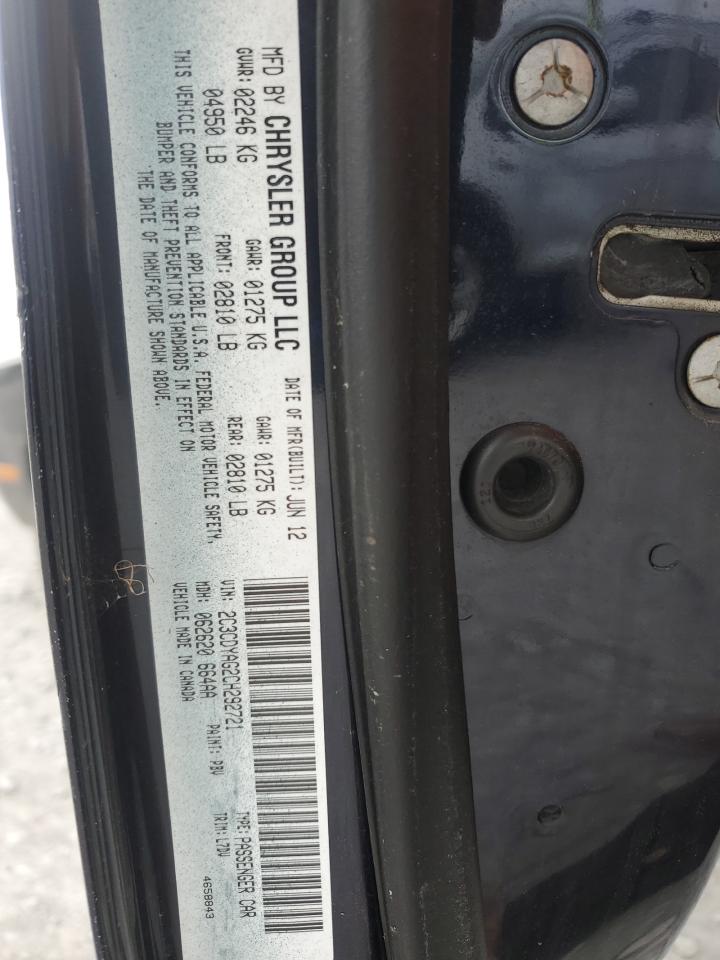 MFD BY CHRYSLER GROUP LLC DATE OF MFR(BUILT): JUN 12
GVWR: 02246 KG GAWR: 01275 KG GAWR: 01275 KG
04950 LB FRONT: 02810 LB REAR: 02810 LB
THIS VEHICLE CONFORMS TO ALL APPLICABLE U.S.A. FEDERAL MOTOR VEHICLE SAFETY,
BUMPER AND THEFT PREVENTION STANDARDS IN EFFECT ON
THE DATE OF MANUFACTURE SHOWN ABOVE.
VIN: 2C3CDYAG2CH292721 TYPE: PASSENGER CAR
MDH: 062620 664AA PAINT: PBV TRIM: L7DV
VEHICLE MADE IN CANADA 4658843